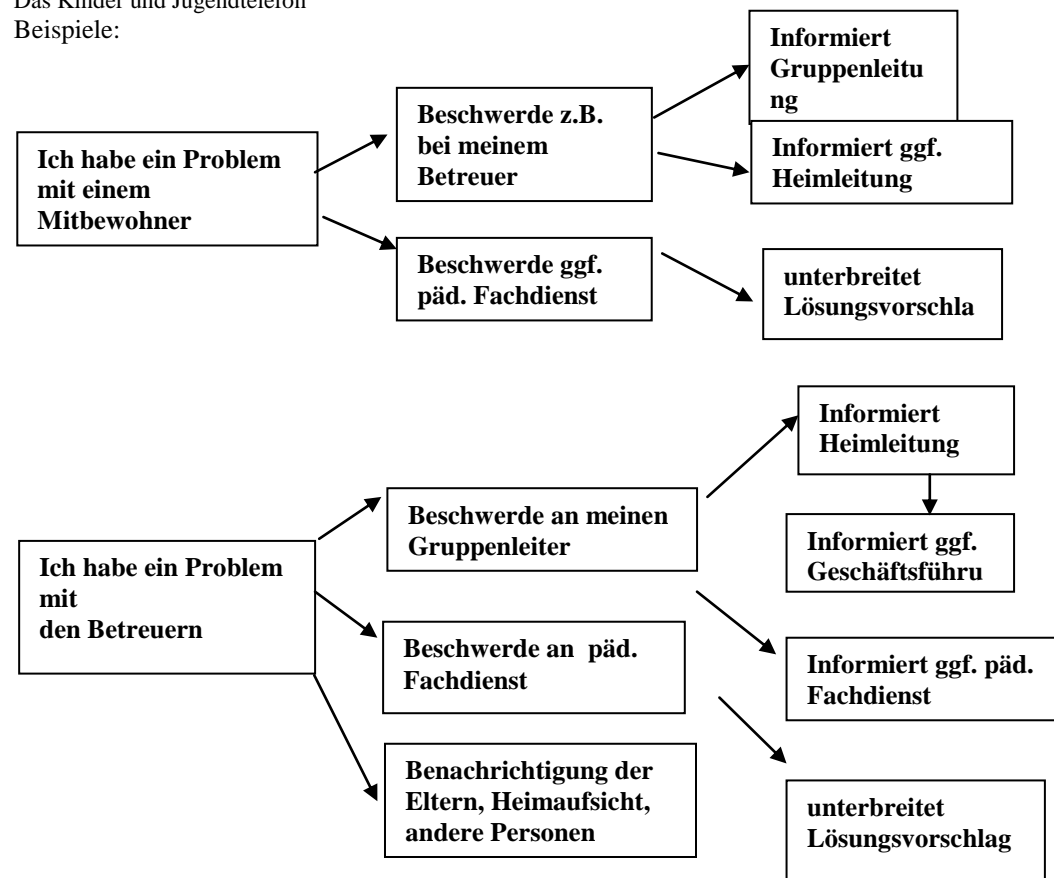 Das Kinder und Jugendtelefon
Beispiele:
Informiert
Gruppenleitu
ng
Beschwerde z.B.
bei meinem
Betreuer
Ich habe ein Problem
mit einem
Mitbewohner
Informiert ggf.
Heimleitung
Beschwerde ggf.
päd. Fachdienst
unterbreitet
Lösungsvorschla
Informiert
Heimleitung
Beschwerde an meinen
Gruppenleiter
Informiert ggf.
Geschäftsführu
Ich habe ein Problem
mit
den Betreuern
Beschwerde an  päd.
Fachdienst
Informiert ggf. päd.
Fachdienst
Benachrichtigung der
Eltern, Heimaufsicht,
andere Personen
unterbreitet
Lösungsvorschlag